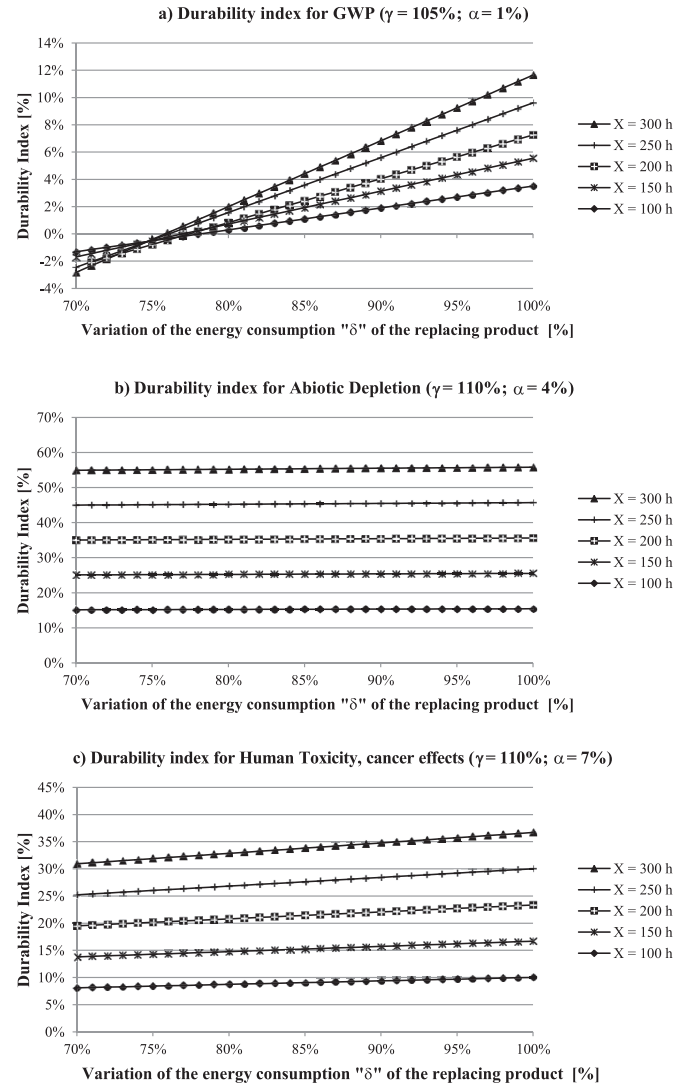 a) Durability index for GWP (γ = 105%; α = 1%)
14%
12%
10%
8%
6%
4%
2%
0%
-2%
-4%
Durability Index [%]
70%
75%
80%
85%
90%
95%
100%
Variation of the energy consumption "δ" of the replacing product [%]
X = 300 h
X = 250 h
X = 200 h
X = 150 h
X = 100 h
b) Durability index for Abiotic Depletion (γ = 110%; α = 4%)
70%
60%
50%
40%
30%
20%
10%
0%
Durability Index [%]
70%
75%
80%
85%
90%
95%
100%
Variation of the energy consumption "δ" of the replacing product [%]
X = 300 h
X = 250 h
X = 200 h
X = 150 h
X = 100 h
c) Durability index for Human Toxicity, cancer effects (γ = 110%; α = 7%)
45%
40%
35%
30%
25%
20%
15%
10%
5%
0%
Durability Index [%]
70%
75%
80%
85%
90%
95%
100%
Variation of the energy consumption "δ" of the replacing product [%]
X = 300 h
X = 250 h
X = 200 h
X = 150 h
X = 100 h